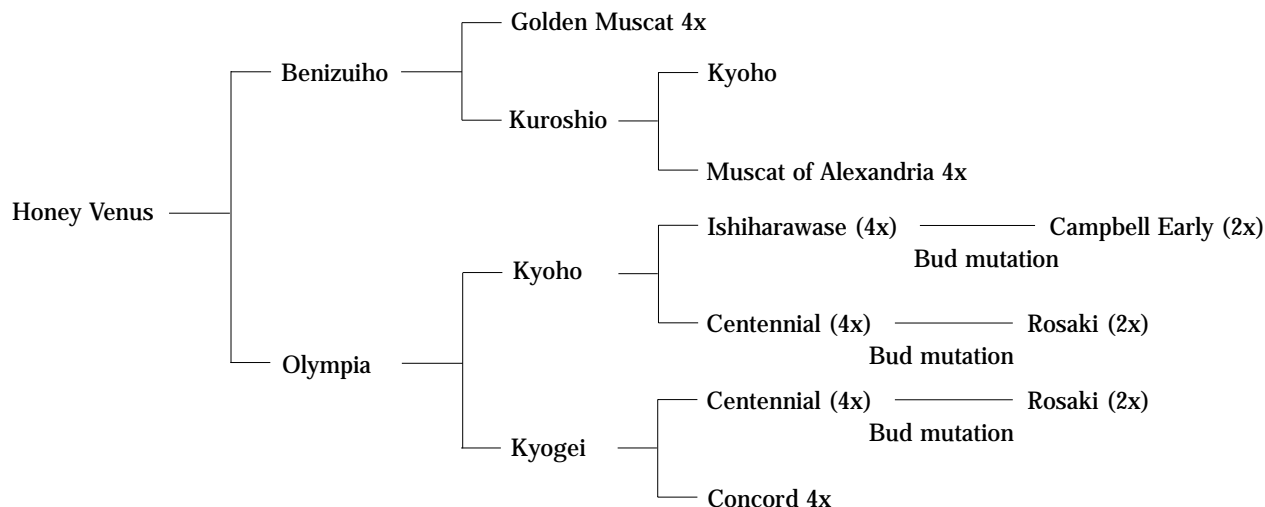 Golden Muscat 4x
Benizuiho
Kyoho
Kuroshio
Muscat of Alexandria 4x
Honey Venus
Ishiharawase (4x) Campbell Early (2x)
Bud mutation
Kyoho
Centennial (4x) Rosaki (2x)
Bud mutation
Olympia
Centennial (4x) Rosaki (2x)
Bud mutation
Kyogei
Concord 4x